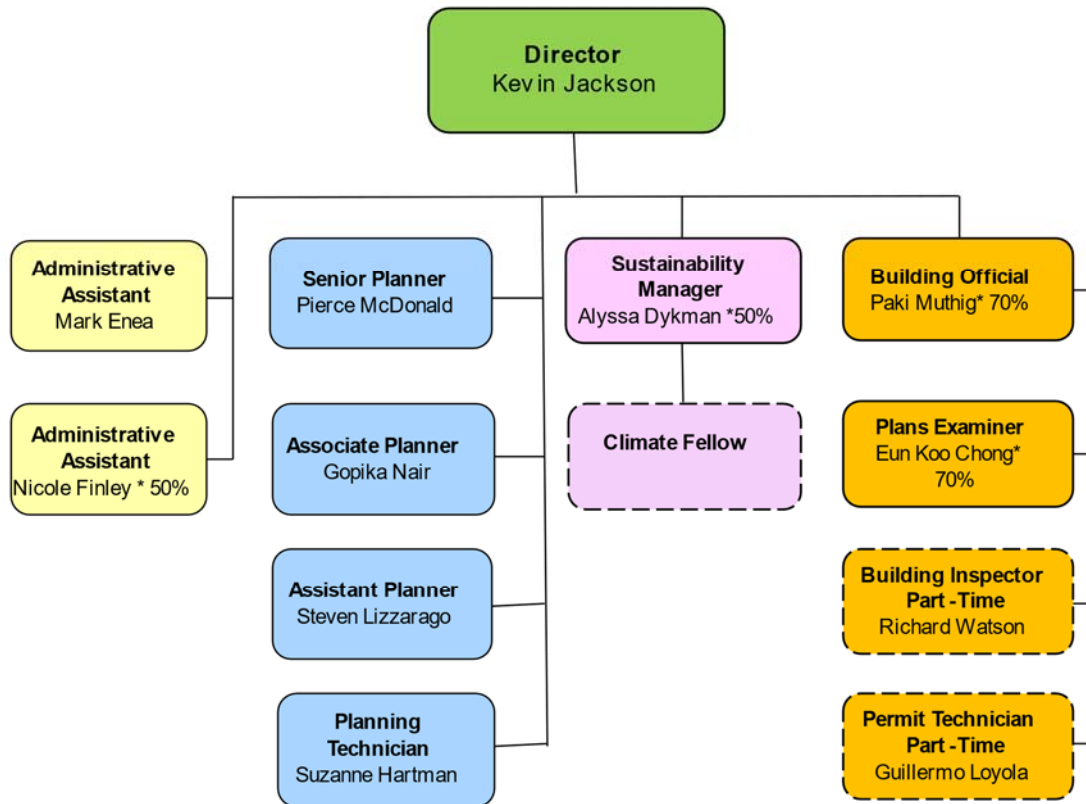 Director
Kevin Jackson
Administrative
Assistant
Mark Enea
Senior Planner
Pierce McDonald
Sustainability
Manager
Alyssa Dykman *50%
Building Official
Paki Muthig* 70%
Administrative
Assistant
Nicole Finley * 50%
Associate Planner
Gopika Nair
Climate Fellow
Plans Examiner
Eun Koo Chong*
70%
Assistant Planner
Steven Lizzarago
Building Inspector
Part -Time
Richard Watson
Planning
Technician
Suzanne Hartman
Permit Technician
Part -Time
Guillermo Loyola